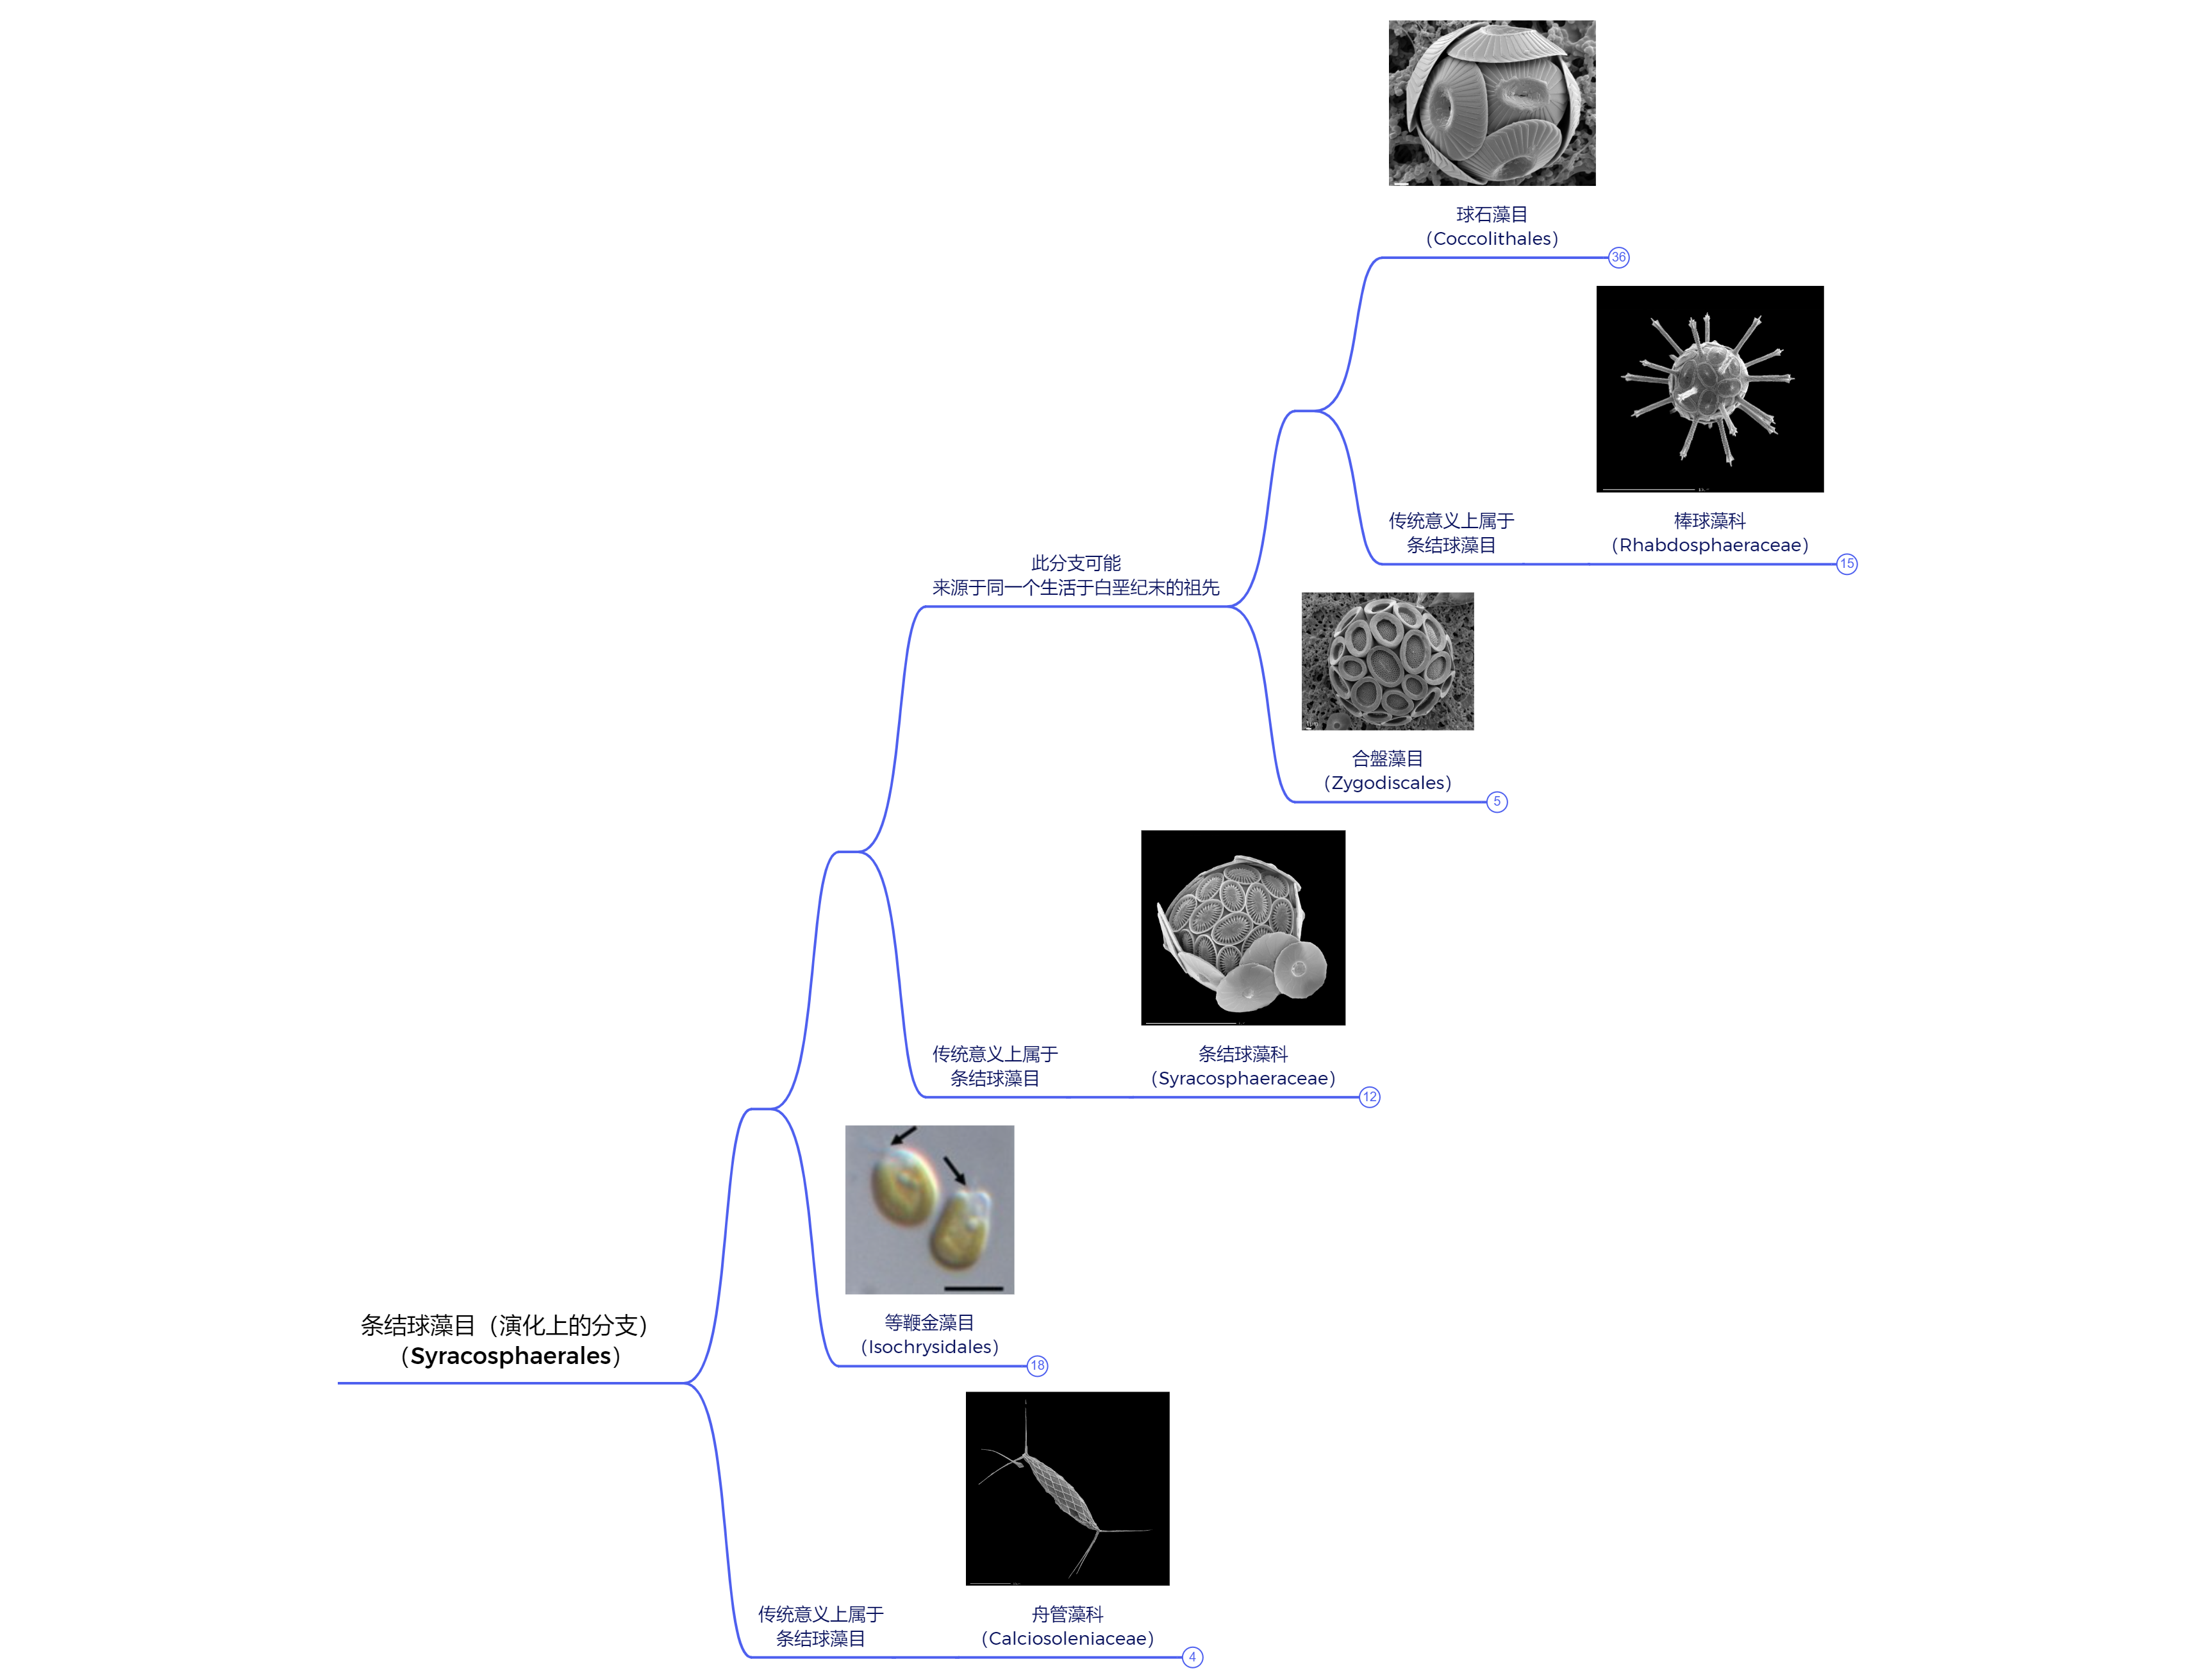 球石藻目
（Coccolithales）
36
传统意义上属于
条结球藻目
棒球藻科
（Rhabdosphaeraceae）
15
此分支可能
来源于同一个生活于白垩纪末的祖先
合盤藻目
（Zygodiscales）
5
传统意义上属于
条结球藻目
条结球藻科
（Syracosphaeraceae）
12
等鞭金藻目
（Isochrysidales）
18
条结球藻目（演化上的分支）
（Syracosphaerales）
传统意义上属于
条结球藻目
舟管藻科
（Calciosoleniaceae）
4